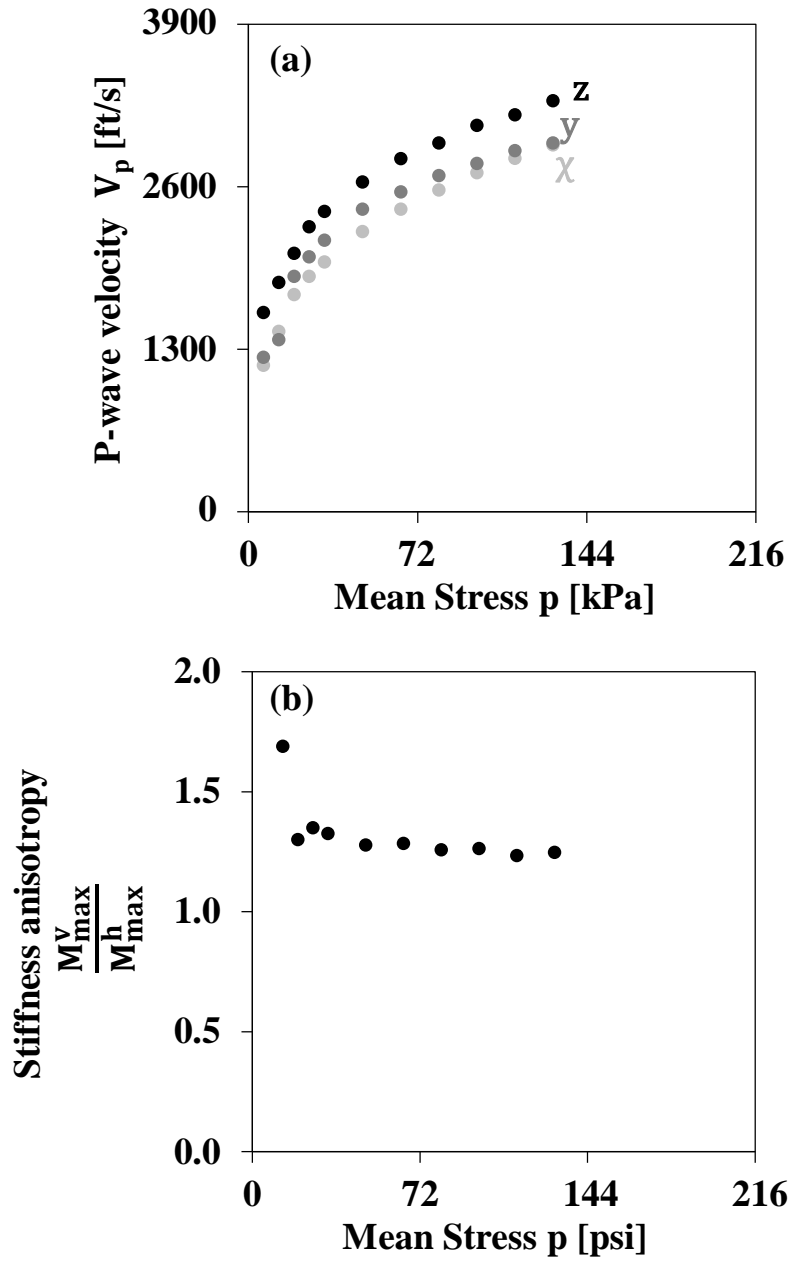 3900
(a)
z
y
χ
2600
1300
0
P-wave velocity Vp [ft/s]
0 72 144 216
Mean Stress p [kPa]
2.0
(b)
1.5
1.0
0.5
0.0
Stiffness anisotropy
M^v_max
M^h_max
0 72 144 216
Mean Stress p [psi]